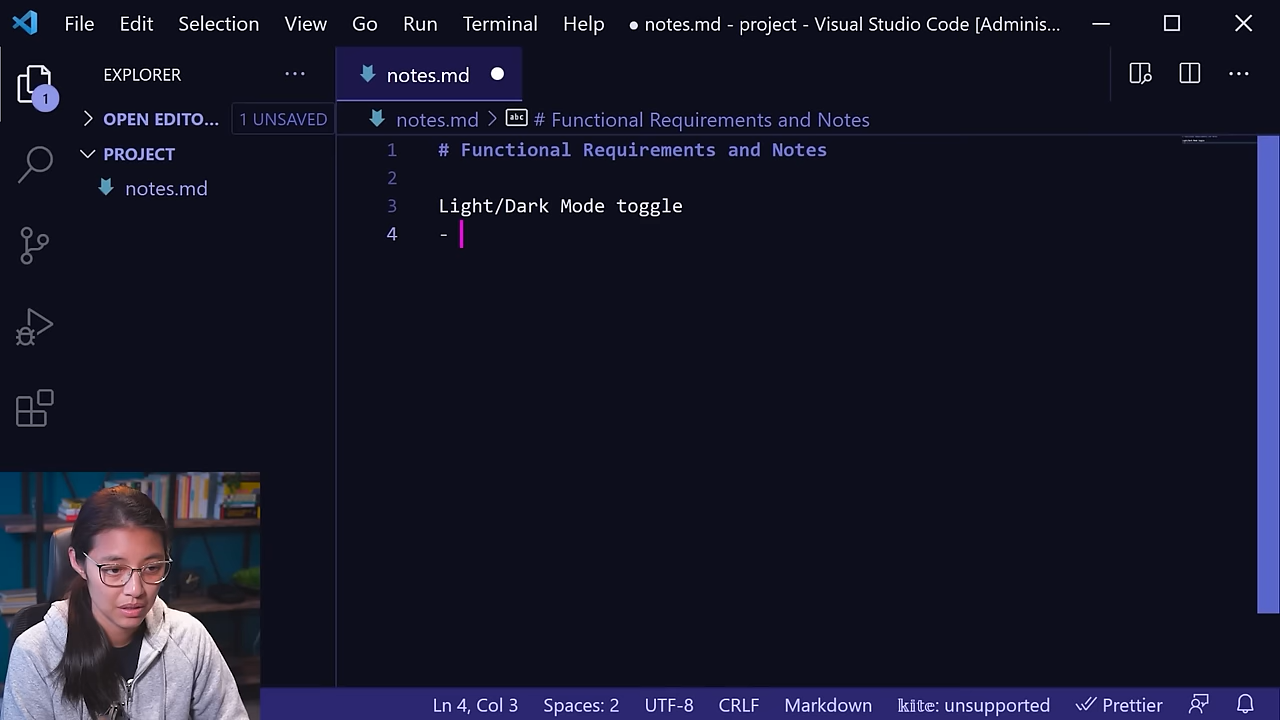 File Edit Selection View Go Run Terminal Help ● notes.md - project - Visual Studio Code [Adminis...
EXPLORER ...
notes.md
OPEN EDITO... 1 UNSAVED
notes.md > abc # Functional Requirements and Notes
PROJECT
notes.md
1 # Functional Requirements and Notes
2
3 Light/Dark Mode toggle
4 -
1
Ln 4, Col 3 Spaces: 2 UTF-8 CRLF Markdown kite: unsupported Prettier